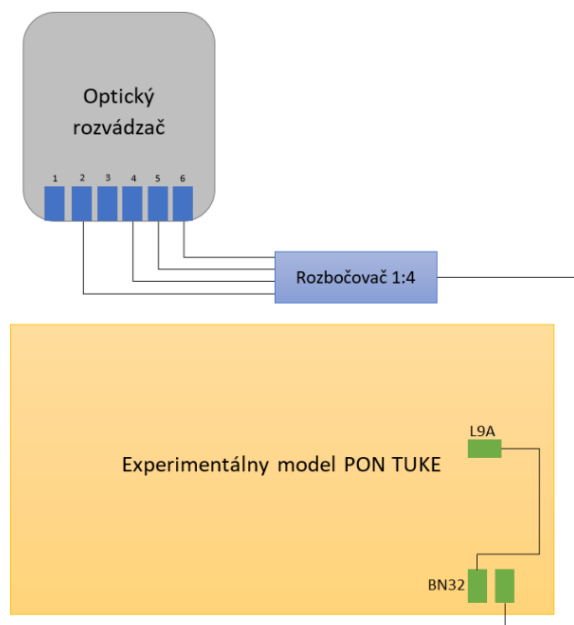 Optický
rozvádzač
1 2 3 4 5 6
Rozbočovač 1:4
L9A
Experimentálny model PON TUKE
BN32